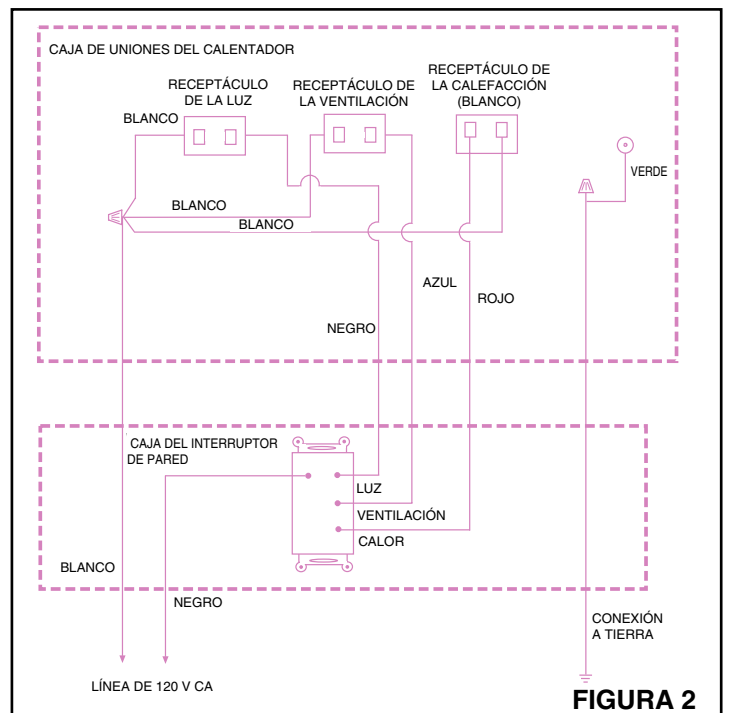 CAJA DE UNIONES DEL CALENTADOR
RECEPTÁCULO
DE LA LUZ
RECEPTÁCULO DE
LA VENTILACIÓN
RECEPTÁCULO DE
LA CALEFACCIÓN
(BLANCO)
BLANCO
VERDE
BLANCO
BLANCO
AZUL
ROJO
NEGRO
CAJA DEL INTERRUPTOR
DE PARED
LUZ
VENTILACIÓN
CALOR
BLANCO
NEGRO
CONEXIÓN
A TIERRA
LÍNEA DE 120 V CA
FIGURA 2